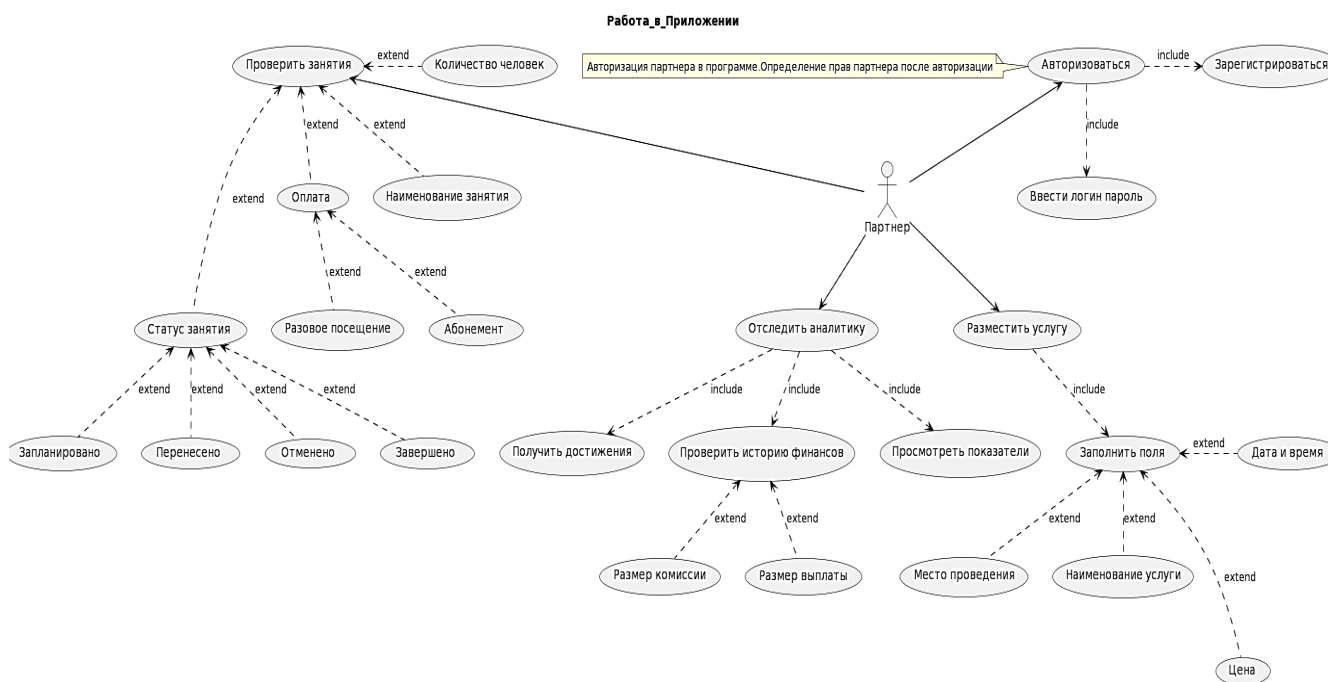 Работа_в_Приложении
Проверить занятия
extend
Количество человек
Авторизация партнера в программе.Определение прав партнера после авторизации
Авторизоваться
include
Зарегистрироваться
extend
extend
include
extend
Оплата
Наименование занятия
Ввести логин пароль
Партнер
extend
extend
Статус занятия
Разовое посещение
Абонемент
Отследить аналитику
Разместить услугу
extend
extend
extend
extend
include
include
include
include
Запланировано
Перенесено
Отменено
Завершено
Получить достижения
Проверить историю финансов
Просмотреть показатели
Заполнить поля
extend
Дата и время
extend
extend
extend
extend
extend
Размер комиссии
Размер выплаты
Место проведения
Наименование услуги
Цена